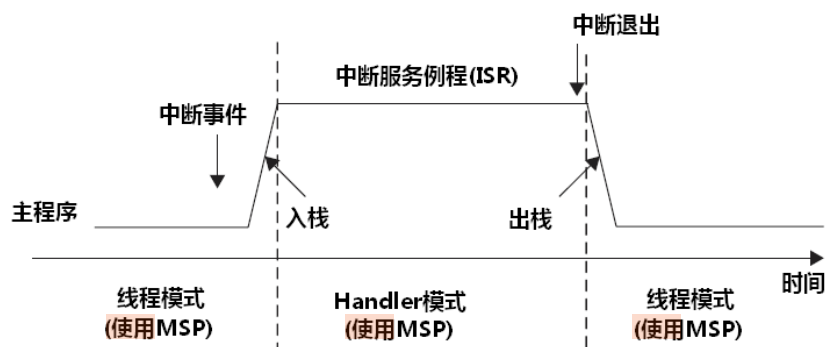 中断退出
中断服务例程(ISR)
中断事件
主程序
入栈
出栈
时间
线程模式
(使用MSP)
Handler模式
(使用MSP)
线程模式
(使用MSP)